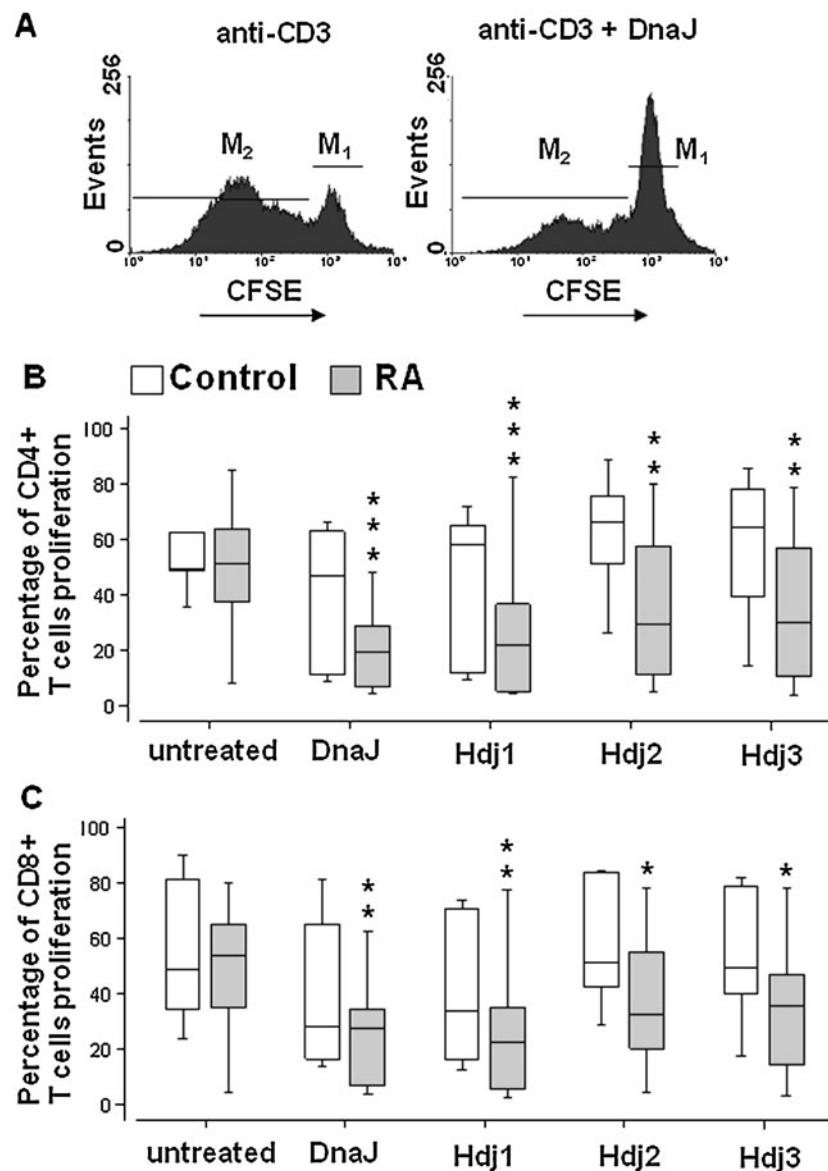 A
anti-CD3
anti-CD3 + DnaJ
256
Events
0
M₂
M₁
10⁰ 10¹ 10² 10³ 10⁴
CFSE
256
Events
0
M₂
M₁
10⁰ 10¹ 10² 10³ 10⁴
CFSE
B
Control RA
Percentage of CD4+
T cells proliferation
100
80
60
40
20
0
* * *
* * *
* *
* *
untreated DnaJ Hdj1 Hdj2 Hdj3
C
Percentage of CD8+
T cells proliferation
100
80
60
40
20
0
* *
* *
*
*
untreated DnaJ Hdj1 Hdj2 Hdj3